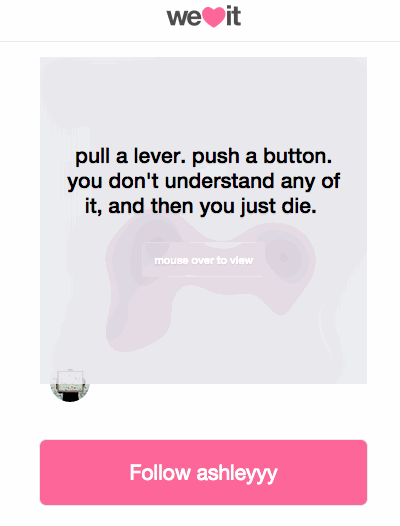 we it
pull a lever. push a button.
you don't understand any of
it, and then you just die.
mouse over to view
Follow ashleyyy